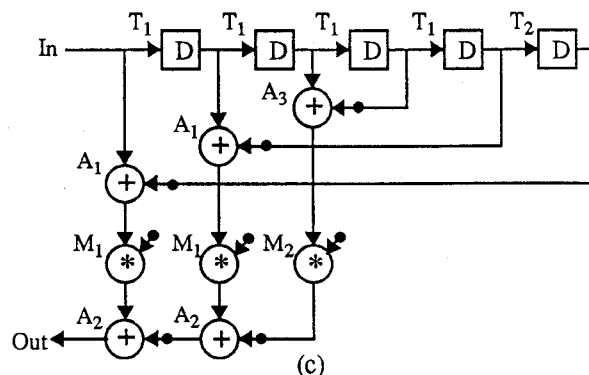 T₁ T₁ T₁ T₁ T₂
In D D D D D
A₃ +
A₁ +
A₁ +
M₁ * M₁ * M₂ *
A₂ A₂
Out + +
(c)